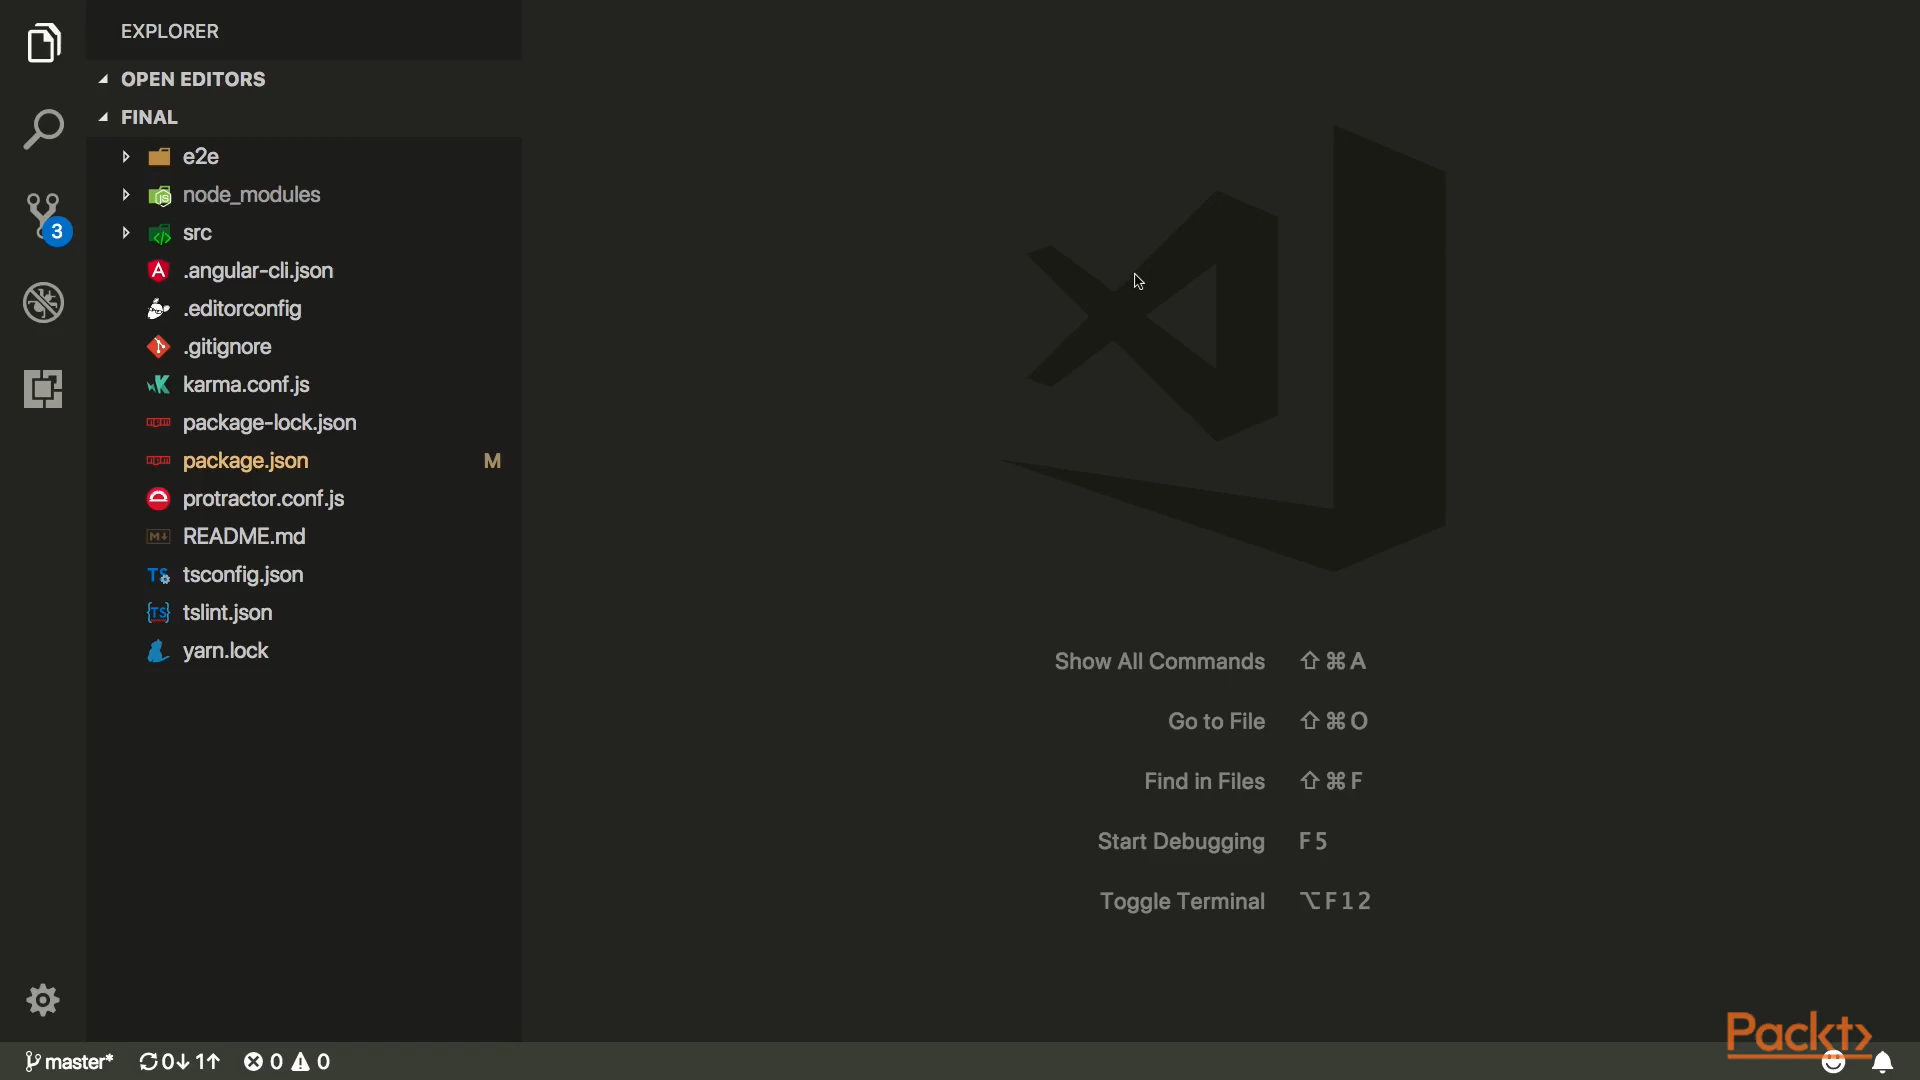 EXPLORER
OPEN EDITORS
FINAL
e2e
node_modules
src
.angular-cli.json
.editorconfig
.gitignore
karma.conf.js
package-lock.json
package.json M
protractor.conf.js
README.md
tsconfig.json
tslint.json
yarn.lock
3
Show All Commands ⇧⌘A
Go to File ⇧⌘O
Find in Files ⇧⌘F
Start Debugging F5
Toggle Terminal ⌥F12
Packt>
master* 0↓ 1↑ 0 0